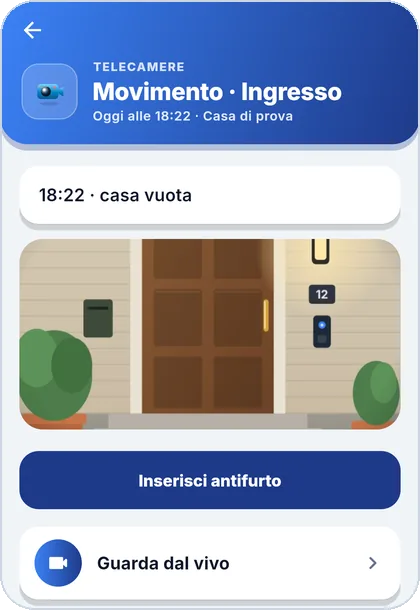 TELECAMERE
Movimento · Ingresso
Oggi alle 18:22 · Casa di prova
18:22 · casa vuota
12
Inserisci antifurto
Guarda dal vivo